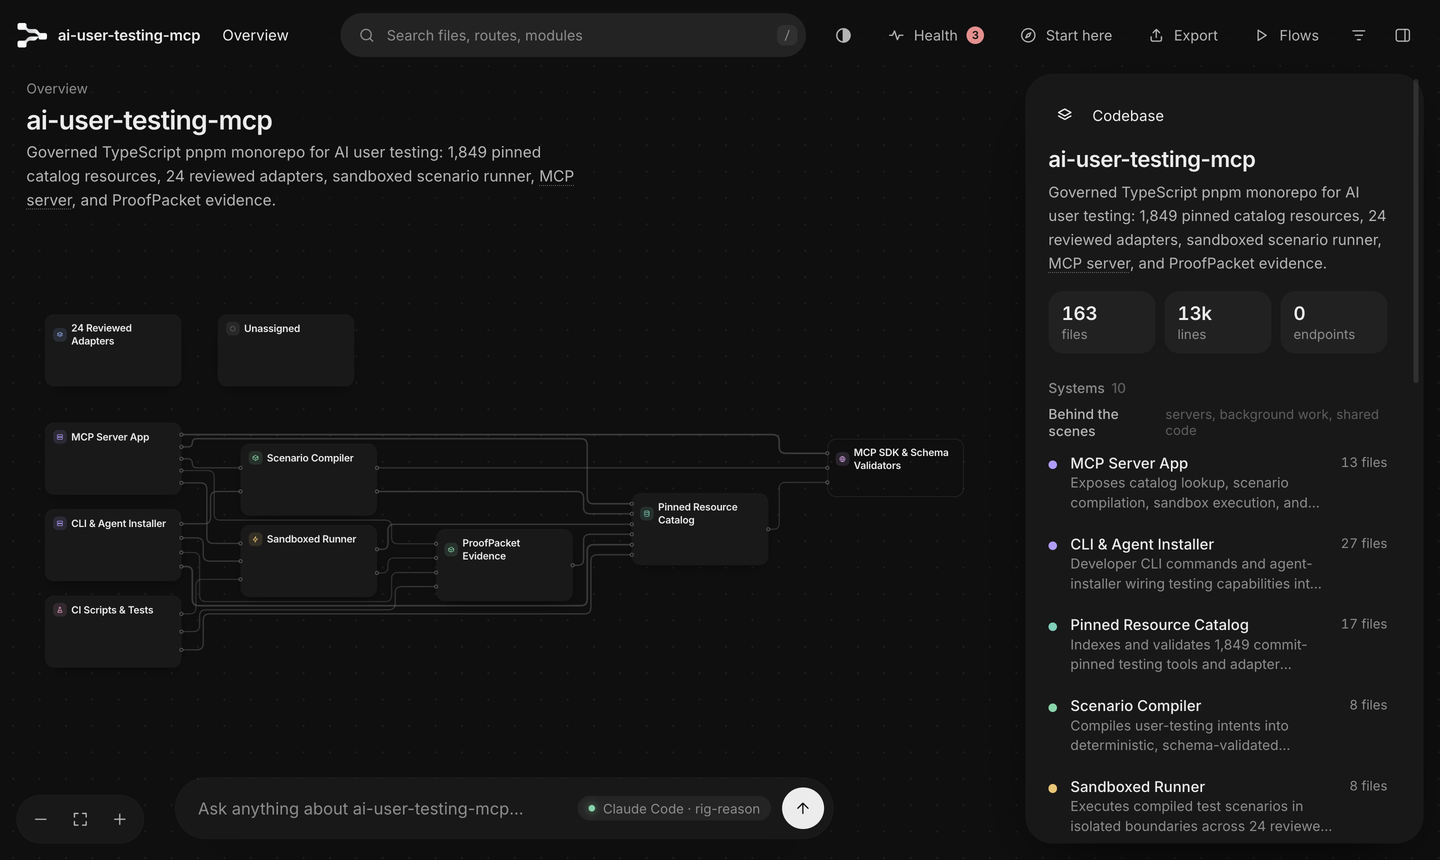 ai-user-testing-mcp
Overview
Search files, routes, modules
/
Health
3
Start here
Export
Flows
Overview
ai-user-testing-mcp
Governed TypeScript pnpm monorepo for AI user testing: 1,849 pinned
catalog resources, 24 reviewed adapters, sandboxed scenario runner, MCP
server, and ProofPacket evidence.
24 Reviewed
Adapters
Unassigned
MCP Server App
Scenario Compiler
MCP SDK & Schema
Validators
Pinned Resource
Catalog
CLI & Agent Installer
Sandboxed Runner
ProofPacket
Evidence
CI Scripts & Tests
Ask anything about ai-user-testing-mcp...
Claude Code · rig-reason
Codebase
ai-user-testing-mcp
Governed TypeScript pnpm monorepo for AI
user testing: 1,849 pinned catalog resources, 24
reviewed adapters, sandboxed scenario runner,
MCP server, and ProofPacket evidence.
163
files
13k
lines
0
endpoints
Systems 10
Behind the
scenes
servers, background work, shared
code
MCP Server App
13 files
Exposes catalog lookup, scenario
compilation, sandbox execution, and...
CLI & Agent Installer
27 files
Developer CLI commands and agent-
installer wiring testing capabilities int...
Pinned Resource Catalog
17 files
Indexes and validates 1,849 commit-
pinned testing tools and adapter...
Scenario Compiler
8 files
Compiles user-testing intents into
deterministic, schema-validated...
Sandboxed Runner
8 files
Executes compiled test scenarios in
isolated boundaries across 24 reviewe...